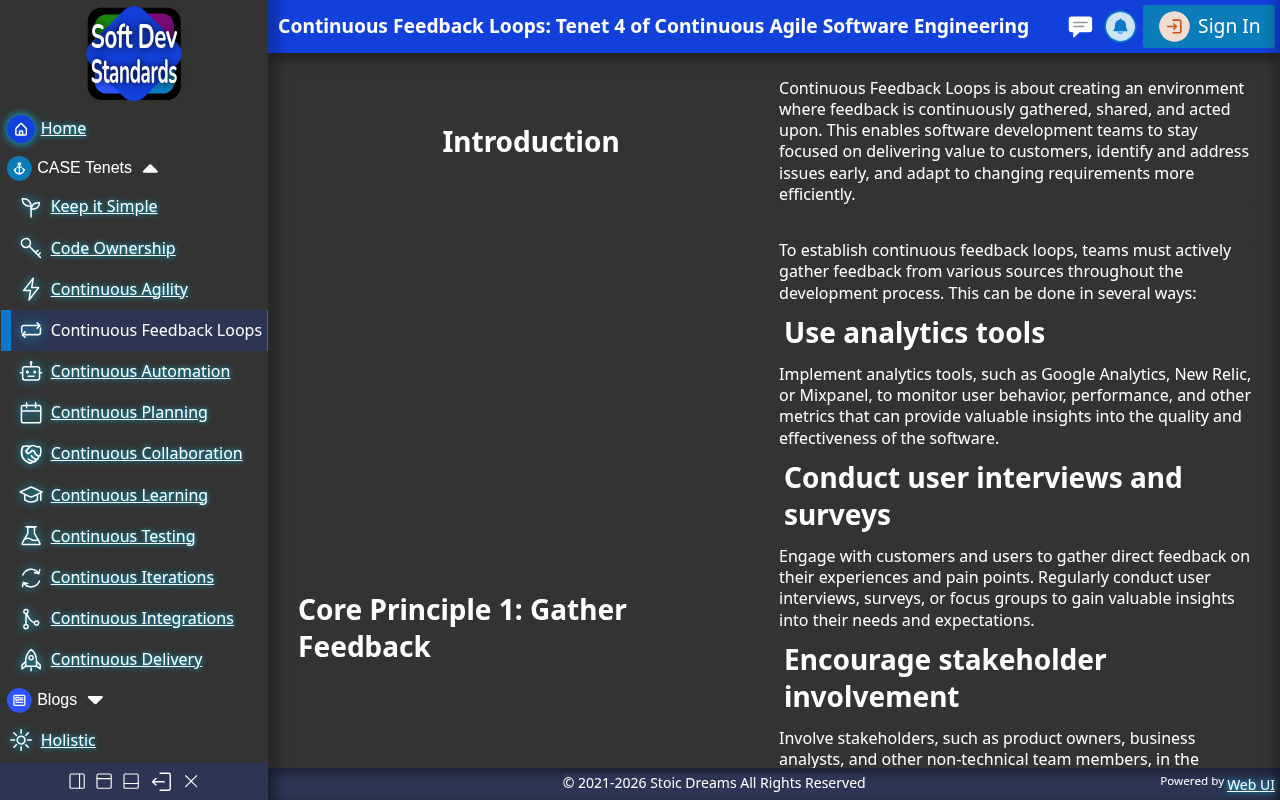 Soft Dev
Standards
Home
CASE Tenets
Keep it Simple
Code Ownership
Continuous Agility
Continuous Feedback Loops
Continuous Automation
Continuous Planning
Continuous Collaboration
Continuous Learning
Continuous Testing
Continuous Iterations
Continuous Integrations
Continuous Delivery
Blogs
Holistic
Continuous Feedback Loops: Tenet 4 of Continuous Agile Software Engineering
Sign In
Introduction
Continuous Feedback Loops is about creating an environment
where feedback is continuously gathered, shared, and acted
upon. This enables software development teams to stay
focused on delivering value to customers, identify and address
issues early, and adapt to changing requirements more
efficiently.
Core Principle 1: Gather
Feedback
To establish continuous feedback loops, teams must actively
gather feedback from various sources throughout the
development process. This can be done in several ways:
Use analytics tools
Implement analytics tools, such as Google Analytics, New Relic,
or Mixpanel, to monitor user behavior, performance, and other
metrics that can provide valuable insights into the quality and
effectiveness of the software.
Conduct user interviews and
surveys
Engage with customers and users to gather direct feedback on
their experiences and pain points. Regularly conduct user
interviews, surveys, or focus groups to gain valuable insights
into their needs and expectations.
Encourage stakeholder
involvement
Involve stakeholders, such as product owners, business
analysts, and other non-technical team members, in the
© 2021-2026 Stoic Dreams All Rights Reserved
Powered by Web UI